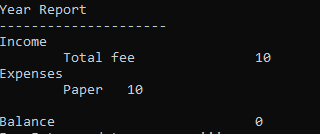 Year Report
---------------------
Income
Total fee 10
Expenses
Paper 10
Balance 0